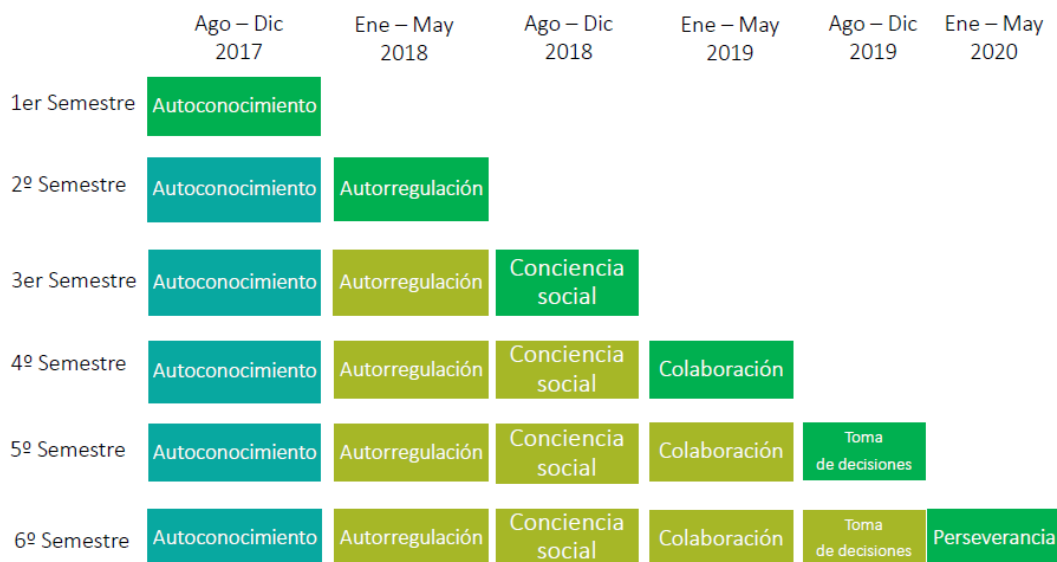 Ago – Dic
2017
Ene – May
2018
Ago – Dic
2018
Ene – May
2019
Ago – Dic
2019
Ene – May
2020
1er Semestre
Autoconocimiento
2º Semestre
Autoconocimiento
Autorregulación
3er Semestre
Autoconocimiento
Autorregulación
Conciencia
social
4º Semestre
Autoconocimiento
Autorregulación
Conciencia
social
Colaboración
5º Semestre
Autoconocimiento
Autorregulación
Conciencia
social
Colaboración
Toma
de decisiones
6º Semestre
Autoconocimiento
Autorregulación
Conciencia
social
Colaboración
Toma
de decisiones
Perseverancia